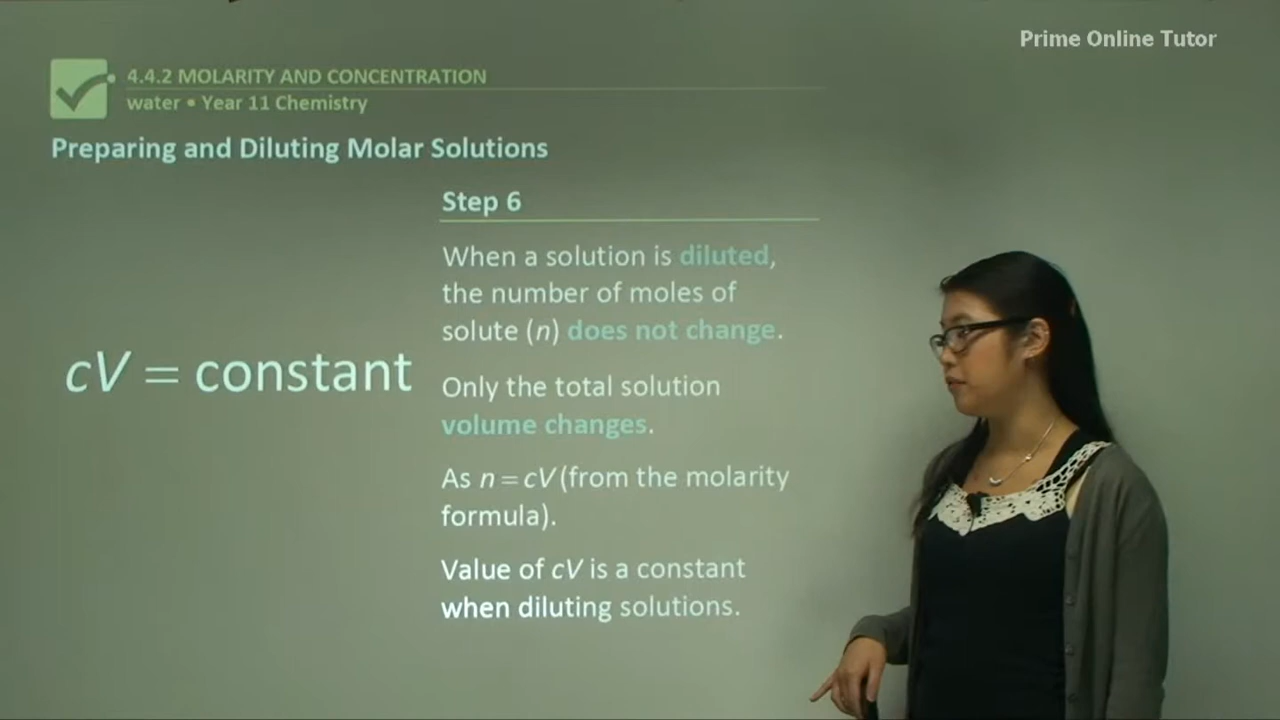 Prime Online Tutor
4.4.2 MOLARITY AND CONCENTRATION
water • Year 11 Chemistry
Preparing and Diluting Molar Solutions
cV = constant
Step 6
When a solution is diluted,
the number of moles of
solute (n) does not change.
Only the total solution
volume changes.
As n = cV (from the molarity
formula).
Value of cV is a constant
when diluting solutions.